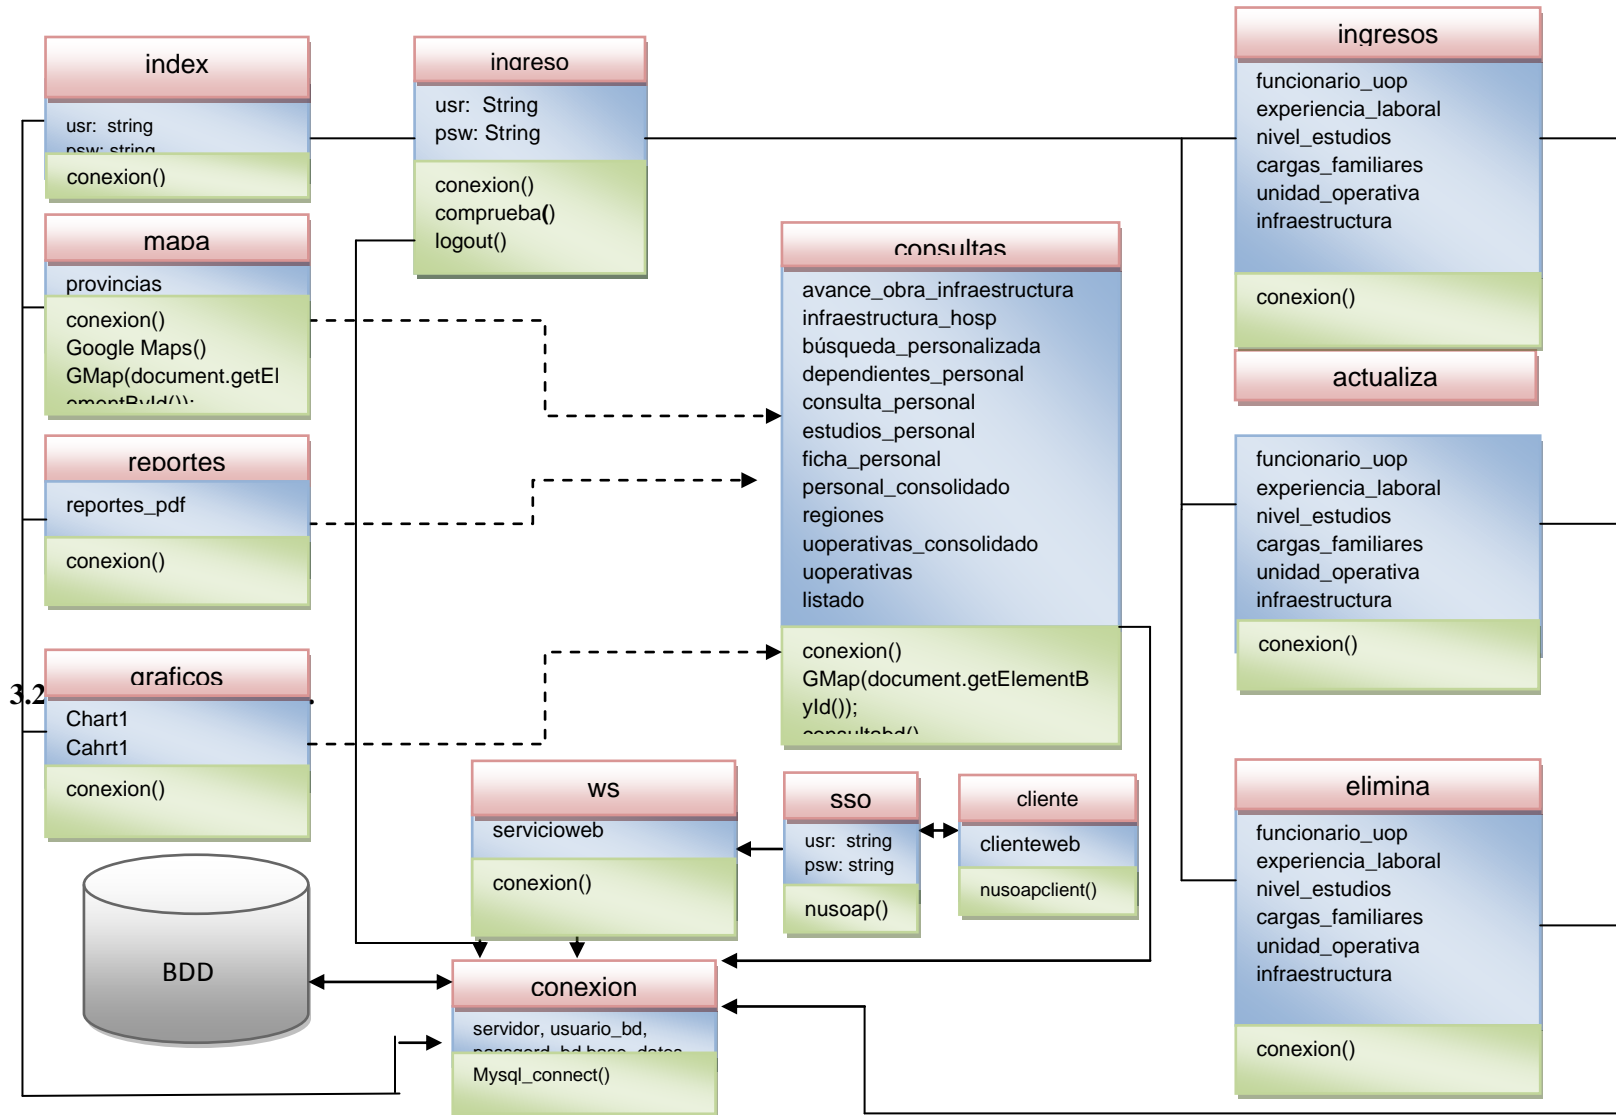 index
usr:  string
psw: string
conexion()
mapa
provincias
conexion()
Google Maps()
GMap(document.getEl
ementById());
reportes
reportes_pdf
conexion()
graficos
3.2
Chart1
Cahrt1
conexion()
BDD
ingreso
usr:  String
psw: String
conexion()
comprueba()
logout()
consultas
avance_obra_infraestructura
infraestructura_hosp
búsqueda_personalizada
dependientes_personal
consulta_personal
estudios_personal
ficha_personal
personal_consolidado
regiones
uoperativas_consolidado
uoperativas
listado
conexion()
GMap(document.getElementB
yId());
consultabd()
ws
servicioweb
conexion()
sso
usr:  string
psw: string
nusoap()
cliente
clienteweb
nusoapclient()
conexion
servidor, usuario_bd,
Mysql_connect()
ingresos
funcionario_uop
experiencia_laboral
nivel_estudios
cargas_familiares
unidad_operativa
infraestructura
conexion()
actualiza
funcionario_uop
experiencia_laboral
nivel_estudios
cargas_familiares
unidad_operativa
infraestructura
conexion()
elimina
funcionario_uop
experiencia_laboral
nivel_estudios
cargas_familiares
unidad_operativa
infraestructura
conexion()